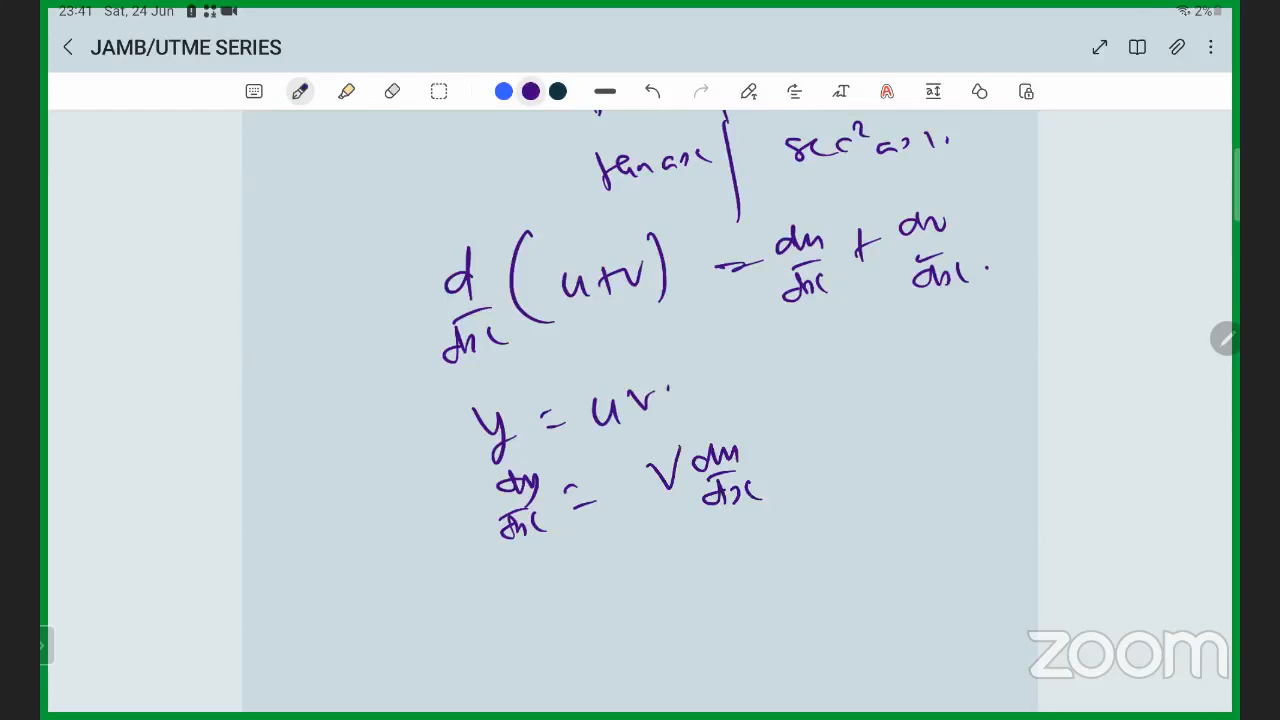 23:41 Sat, 24 Jun 2%
JAMB/UTME SERIES
tan ax | sec² ax.
d/dx (u+v) = du/dx + dv/dx.
y = uv.
dy/dx = v du/dx
zoom